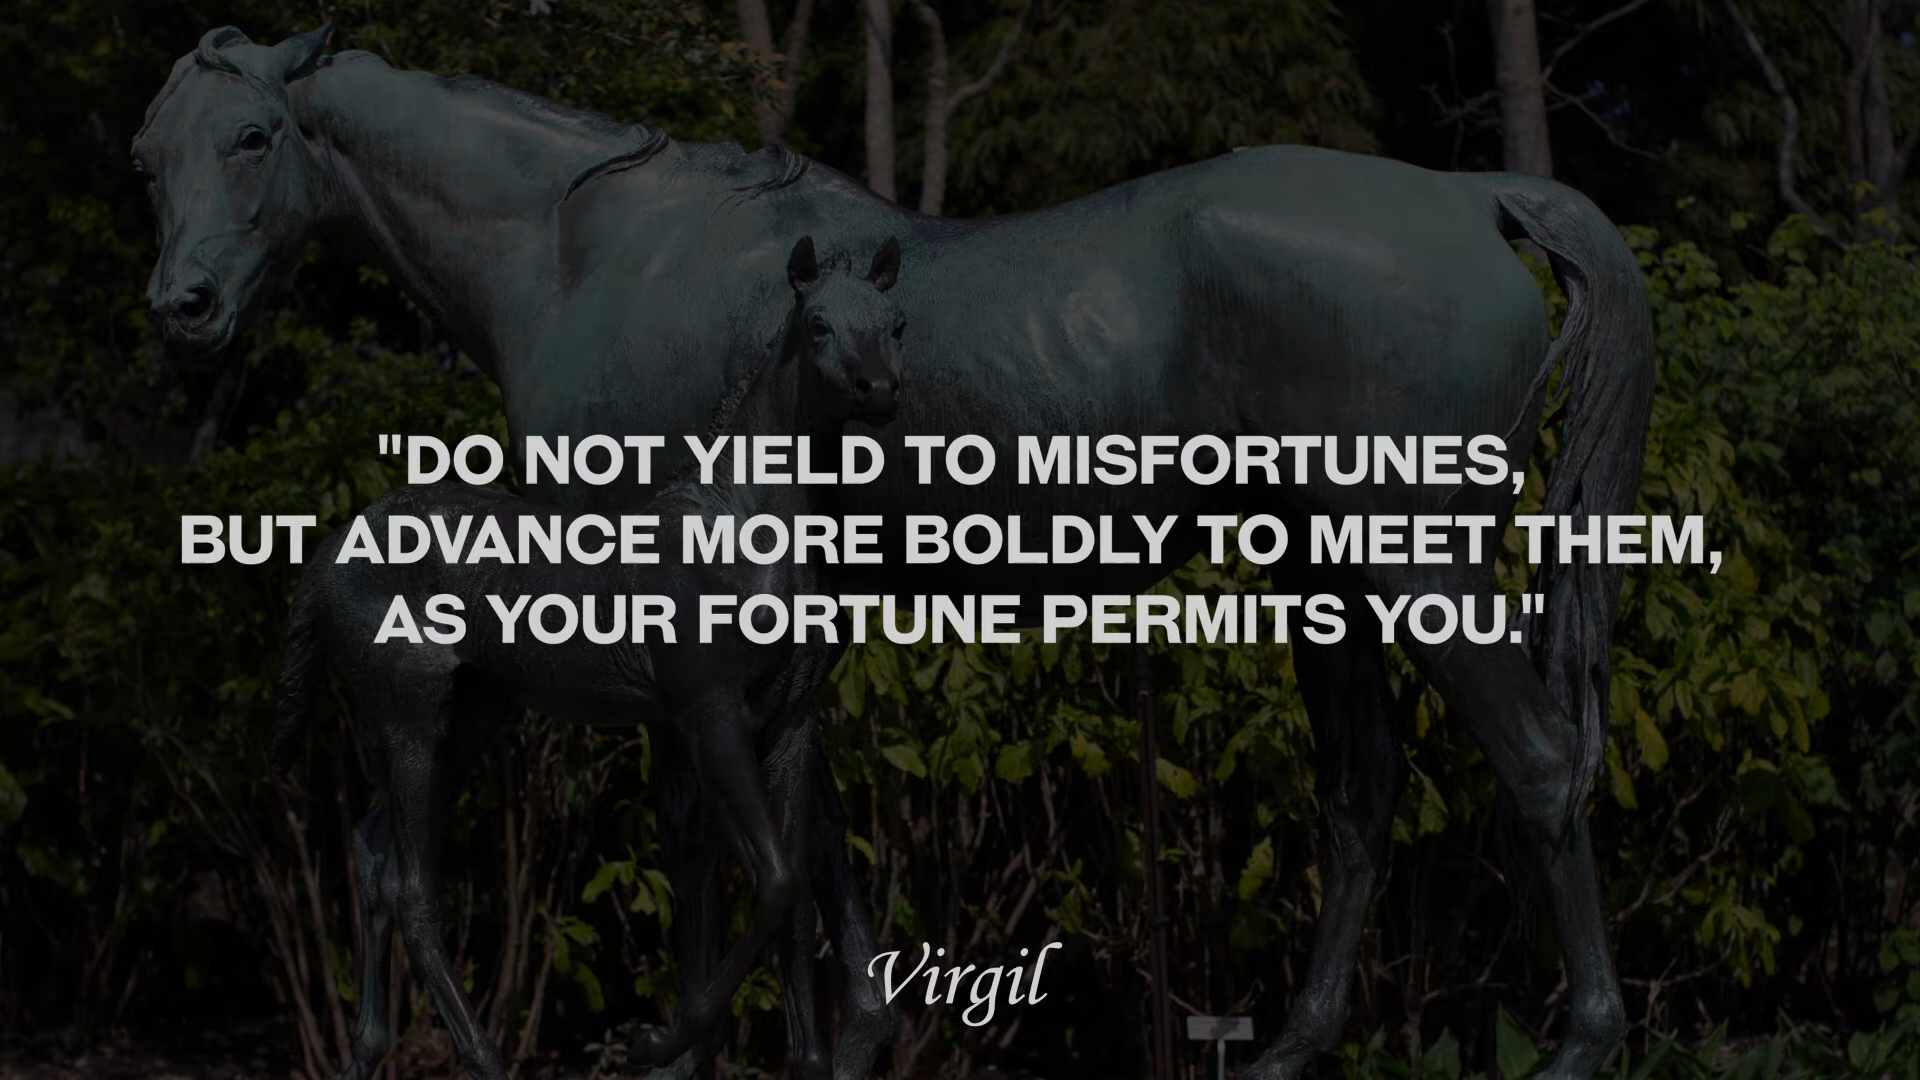 "DO NOT YIELD TO MISFORTUNES,
BUT ADVANCE MORE BOLDLY TO MEET THEM,
AS YOUR FORTUNE PERMITS YOU."
Virgil